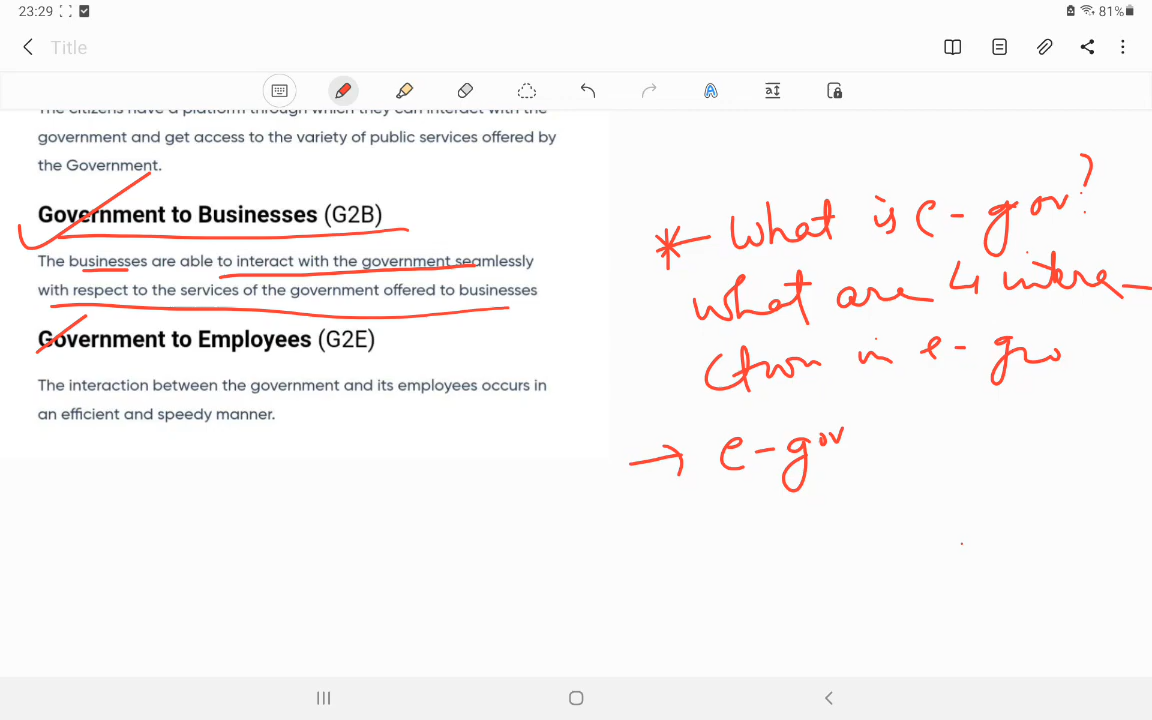 23:29
81%
Title
The citizens have a platform through which they can interact with the
government and get access to the variety of public services offered by
the Government.
Government to Businesses (G2B)
The businesses are able to interact with the government seamlessly
with respect to the services of the government offered to businesses
Government to Employees (G2E)
The interaction between the government and its employees occurs in
an efficient and speedy manner.
* What is e-gov?
What are 4 intera-
ction in e-gov
→ e-gov